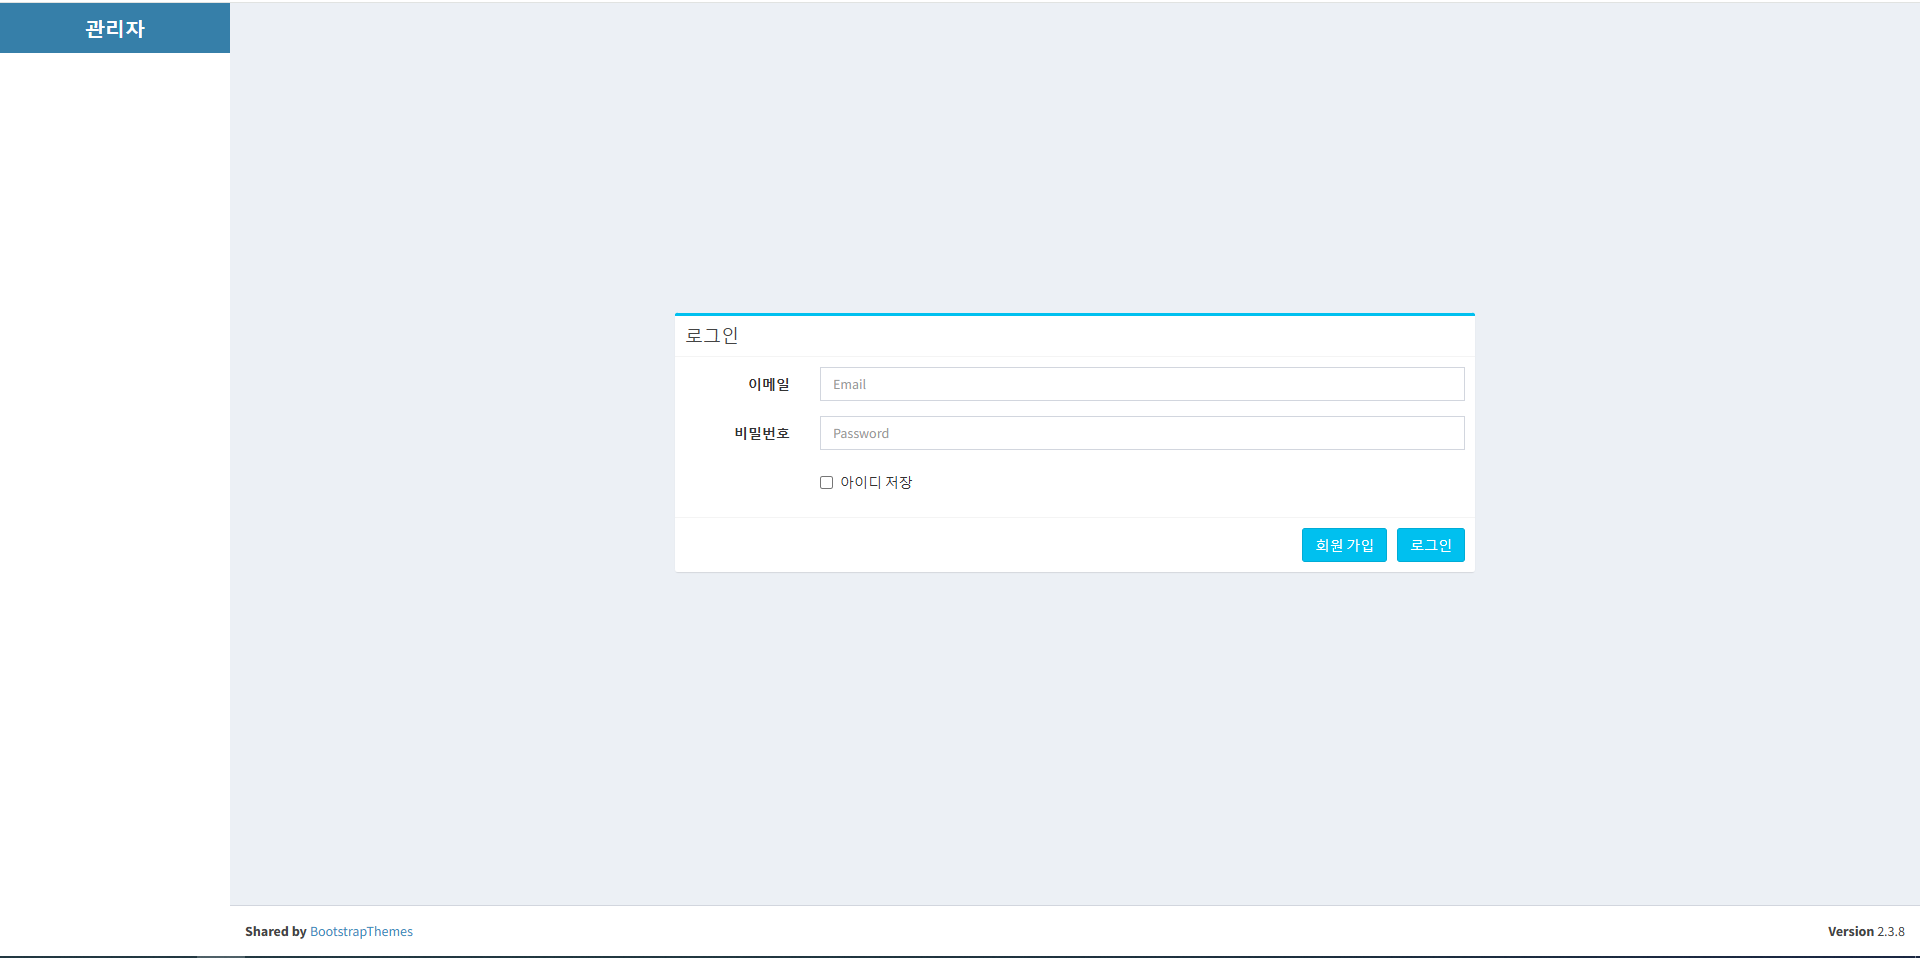 관리자
로그인
이메일 Email
비밀번호 Password
아이디 저장
회원 가입 로그인
Shared by BootstrapThemes Version 2.3.8